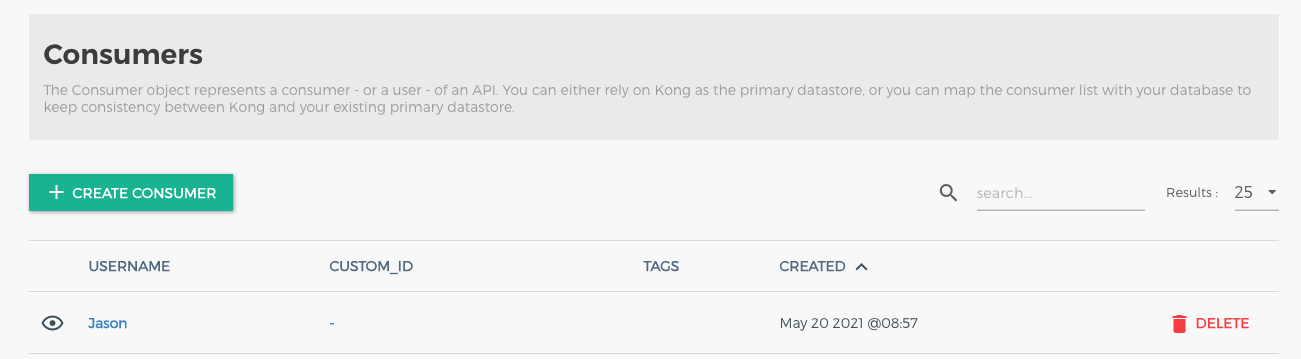 Consumers
The Consumer object represents a consumer - or a user - of an API. You can either rely on Kong as the primary datastore, or you can map the consumer list with your database to
keep consistency between Kong and your existing primary datastore.
CREATE CONSUMER search... Results : 25
USERNAME CUSTOM_ID TAGS CREATED
Jason - May 20 2021 @08:57 DELETE